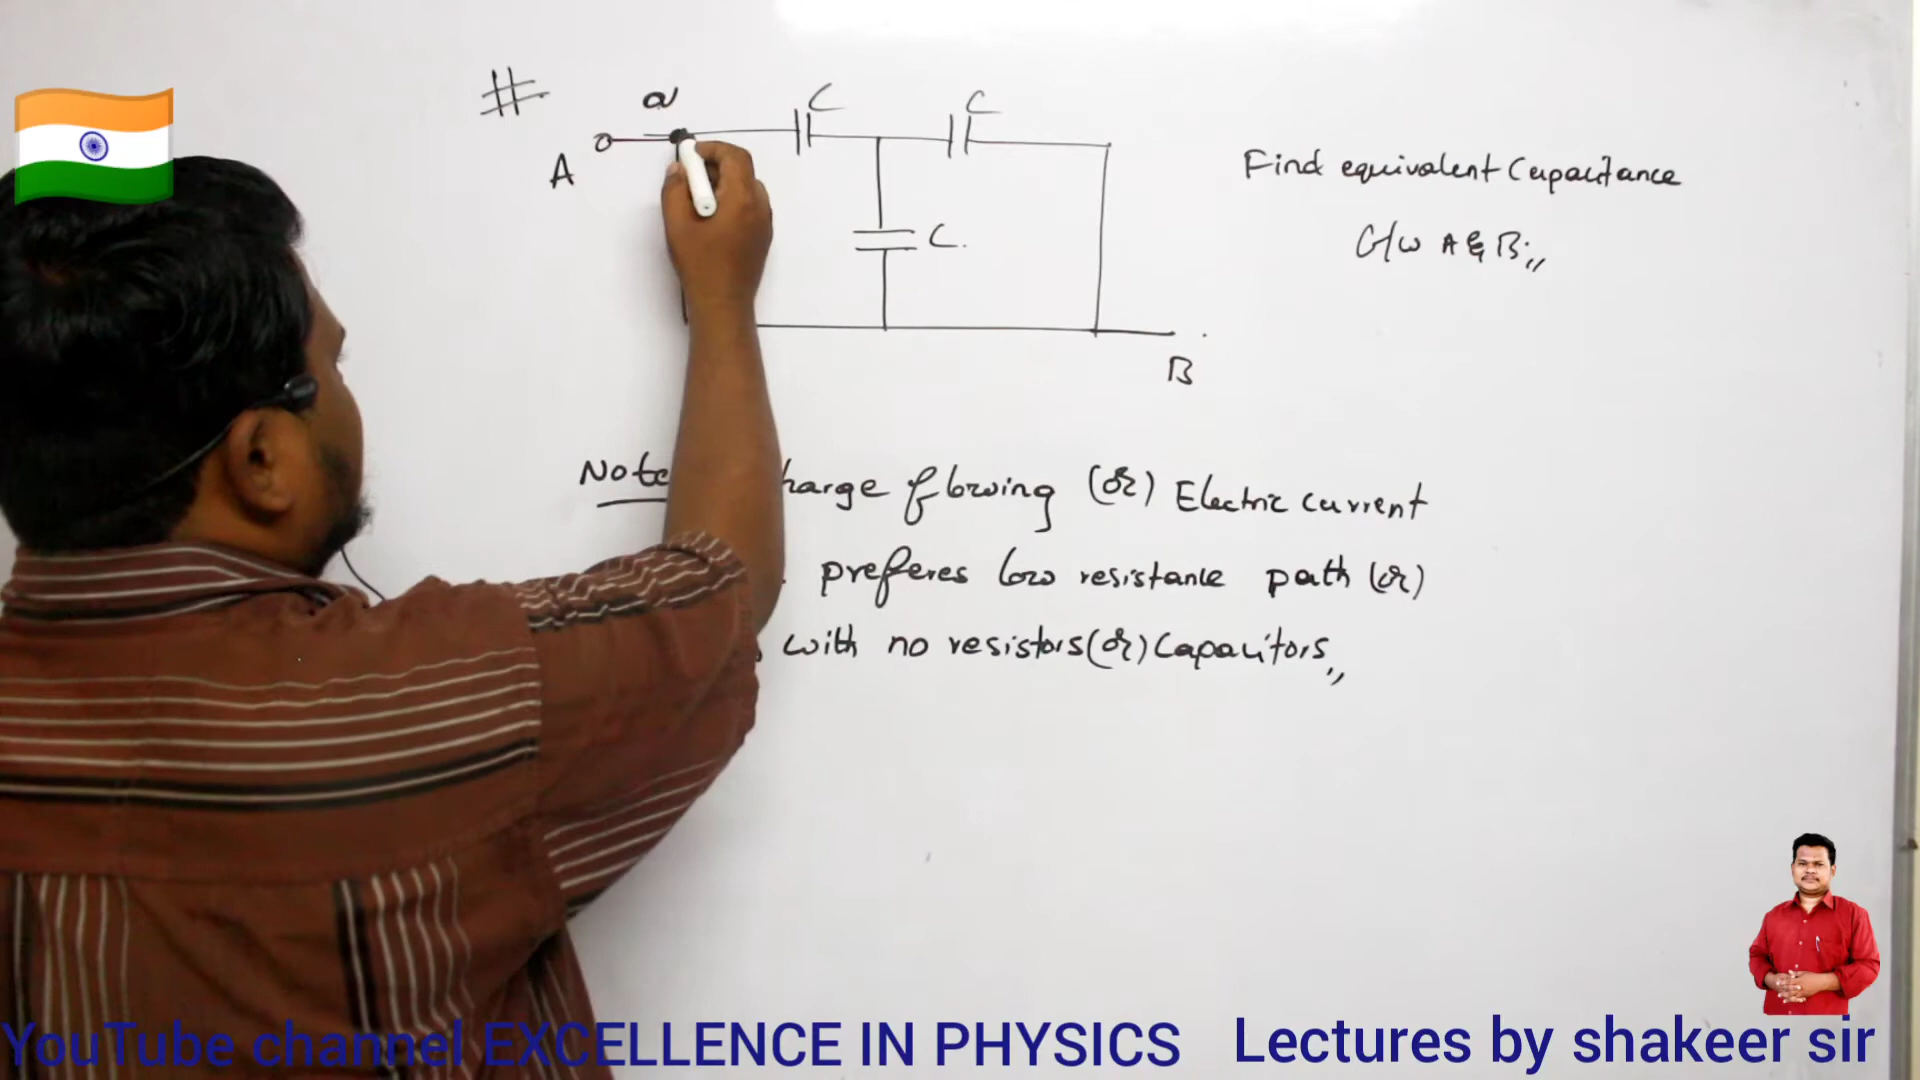 #
a
C
C
A
C.
Find equivalent Capacitance
b/w A & B.,,
B
Note
harge flowing (or) Electric current
preferes low resistance path (or)
with no resistors (or) Capacitors,,
YouTube channel EXCELLENCE IN PHYSICS
Lectures by shakeer sir